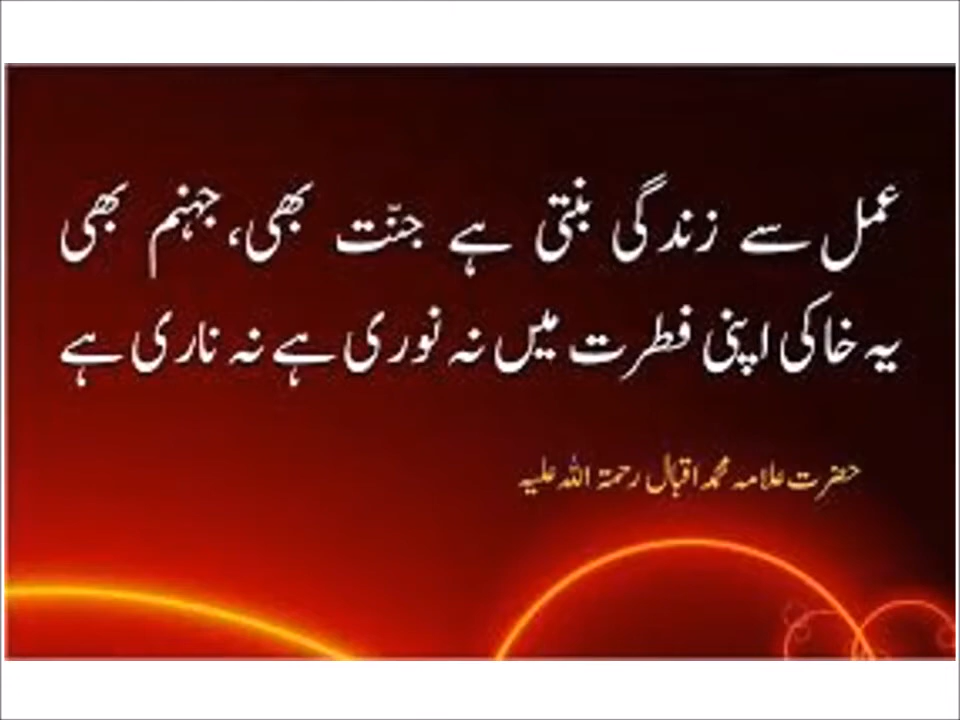 عمل سے زندگی بنتی ہے جنّت بھی، جہنم بھی
یہ خاکی اپنی فطرت میں نہ نوری ہے نہ ناری ہے
حضرت علامہ محمد اقبال رحمۃ اللہ علیہ